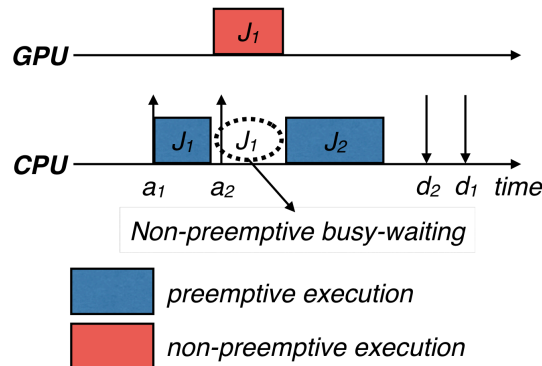 J1
GPU
J1 J1 J2
CPU
a1 a2 d2 d1 time
Non-preemptive busy-waiting
preemptive execution
non-preemptive execution